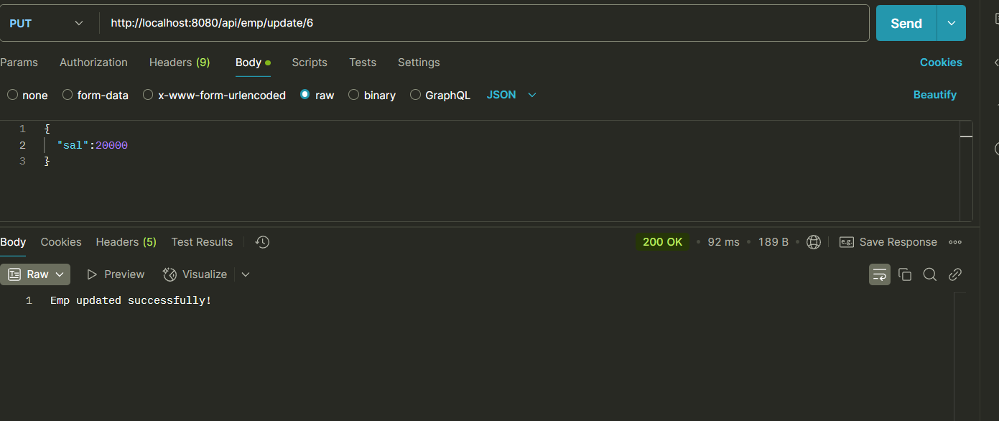 PUT http://localhost:8080/api/emp/update/6 Send
Params Authorization Headers (9) Body Scripts Tests Settings Cookies
none form-data x-www-form-urlencoded raw binary GraphQL JSON Beautify
1 {
2 "sal":20000
3 }
Body Cookies Headers (5) Test Results 200 OK • 92 ms • 189 B • e.g. Save Response
Raw Preview Visualize
1 Emp updated successfully!